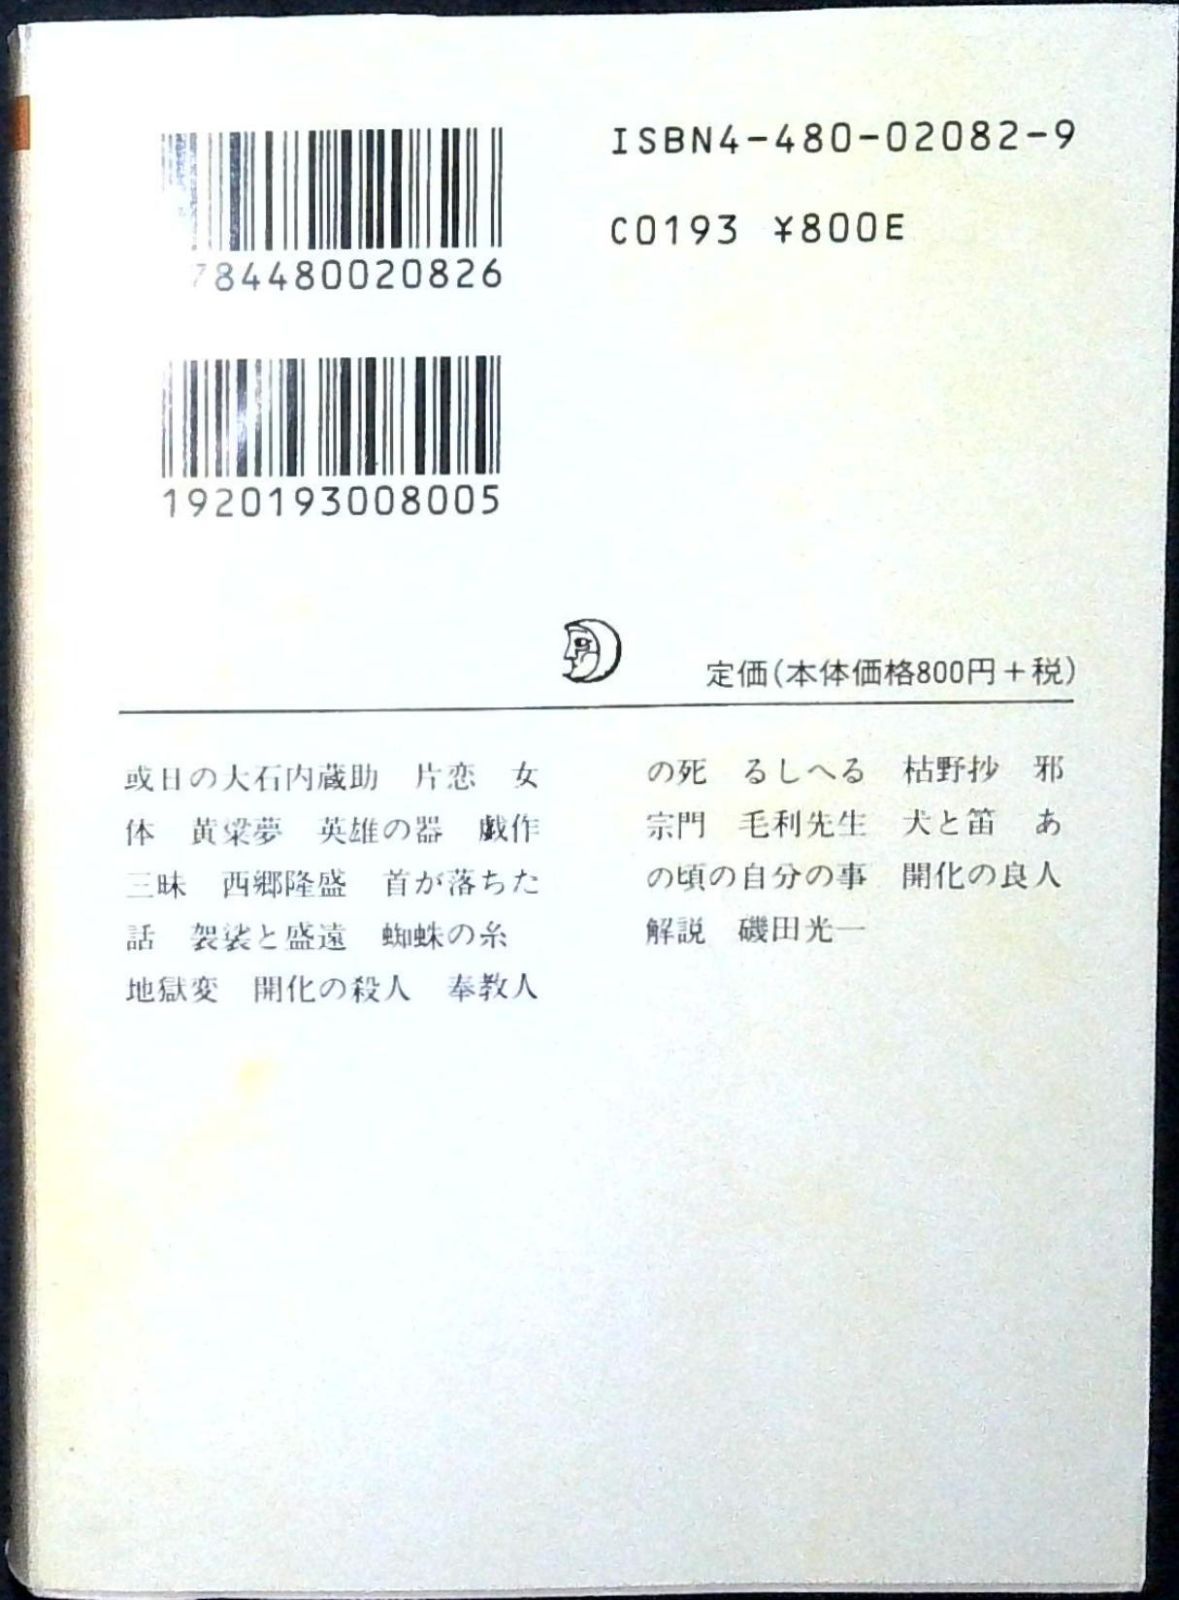 ISBN4-480-02082-9
C0193 ¥800E
784480020826
1920193008005
定価(本体価格800円+税)
或日の大石内蔵助　片恋　女
体　黄粱夢　英雄の器　戯作
三昧　西郷隆盛　首が落ちた
話　袈裟と盛遠　蜘蛛の糸
地獄変　開化の殺人　奉教人
の死　るしへる　枯野抄　邪
宗門　毛利先生　犬と笛　あ
の頃の自分の事　開化の良人
解説　磯田光一